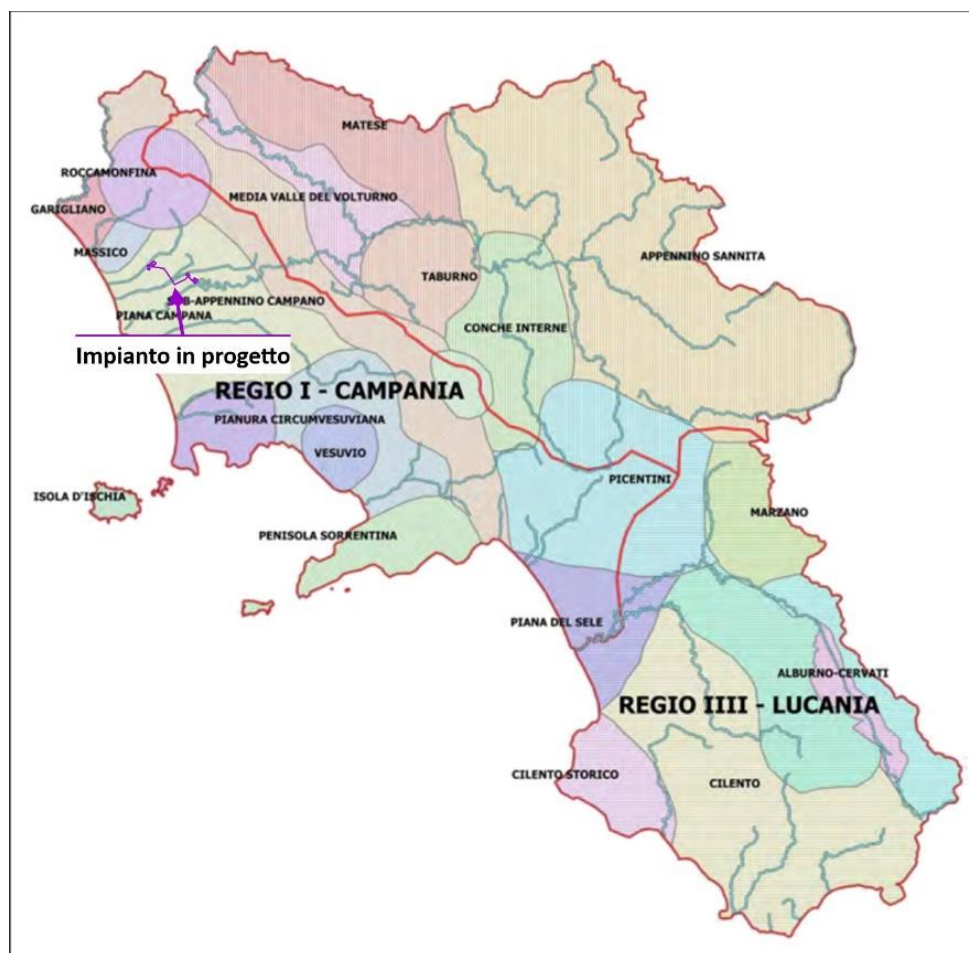 MATESE
ROCCAMONFINA
MEDIA VALLE DEL VOLTURNO
GARIGLIANO
MASSICO
APPENNINO SANNITA
TABURNO
SUB-APPENNINO CAMPANO
PIANA CAMPANA
CONCHE INTERNE
Impianto in progetto
REGIO I - CAMPANIA
PIANURA CIRCUMVESUVIANA
VESUVIO
PICENTINI
ISOLA D'ISCHIA
MARZANO
PENISOLA SORRENTINA
PIANA DEL SELE
ALBURNO-CERVATI
REGIO IIII - LUCANIA
CILENTO STORICO
CILENTO